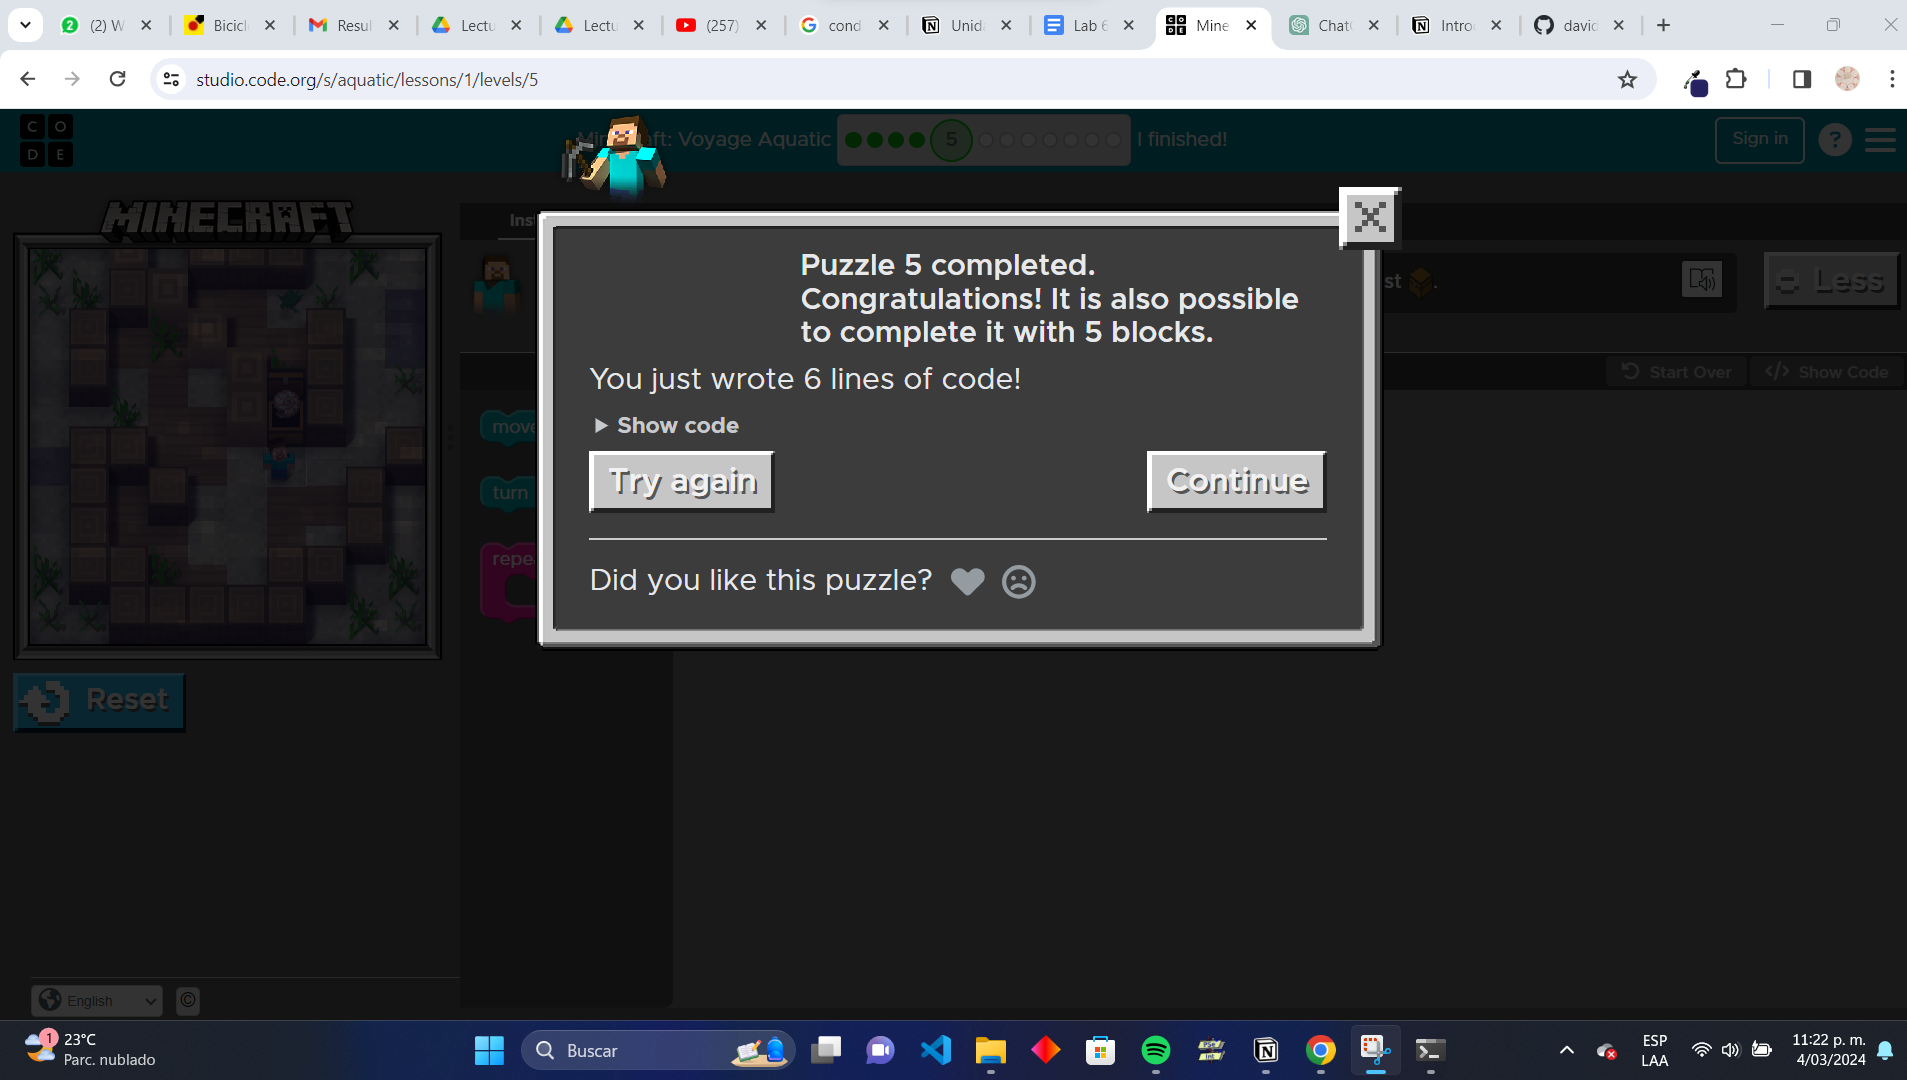 (2) W
Bicicl
Resul
Lectu
Lectu
(257)
cond
Unida
Lab 6
Mine
Chat
Intro
david
studio.code.org/s/aquatic/lessons/1/levels/5
C O
D E
Minecraft: Voyage Aquatic
5
I finished!
Sign in
?
MINECRAFT
Ins
st
Less
Start Over
</> Show Code
move
turn
repe
Puzzle 5 completed.
Congratulations! It is also possible
to complete it with 5 blocks.
You just wrote 6 lines of code!
Show code
Try again
Continue
Did you like this puzzle?
Reset
English
©
1
23°C
Parc. nublado
Buscar
ESP
LAA
11:22 p. m.
4/03/2024